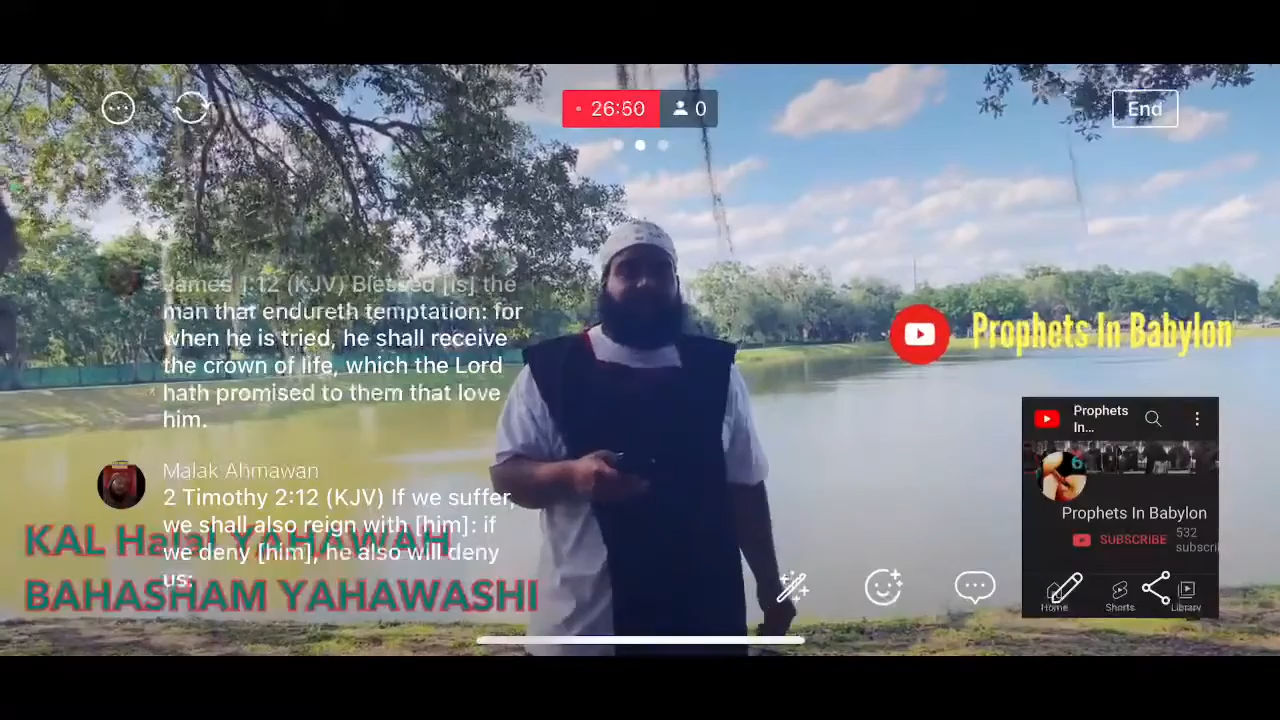 26:50
0
End
James 1:12 (KJV) Blessed [is] the
man that endureth temptation: for
when he is tried, he shall receive
the crown of life, which the Lord
hath promised to them that love
him.
Malak Ahmawan
2 Timothy 2:12 (KJV) If we suffer,
we shall also reign with [him]: if
we deny [him], he also will deny
us:
KAL Halal YAHAWAH
BAHASHAM YAHAWASHI
Prophets In Babylon
Prophets
In...
Prophets In Babylon
SUBSCRIBE
532
subscri
Home
Shorts
Library